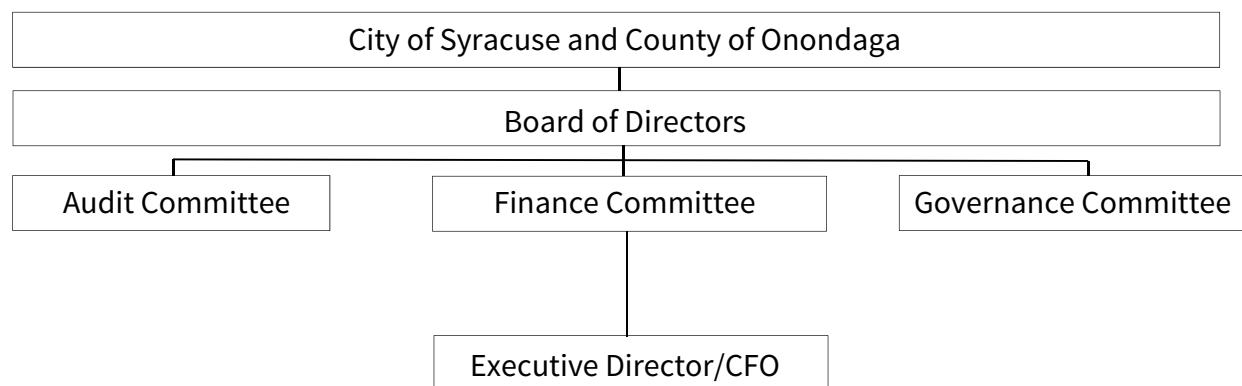 City of Syracuse and County of Onondaga
Board of Directors
Audit Committee
Finance Committee
Governance Committee
Executive Director/CFO